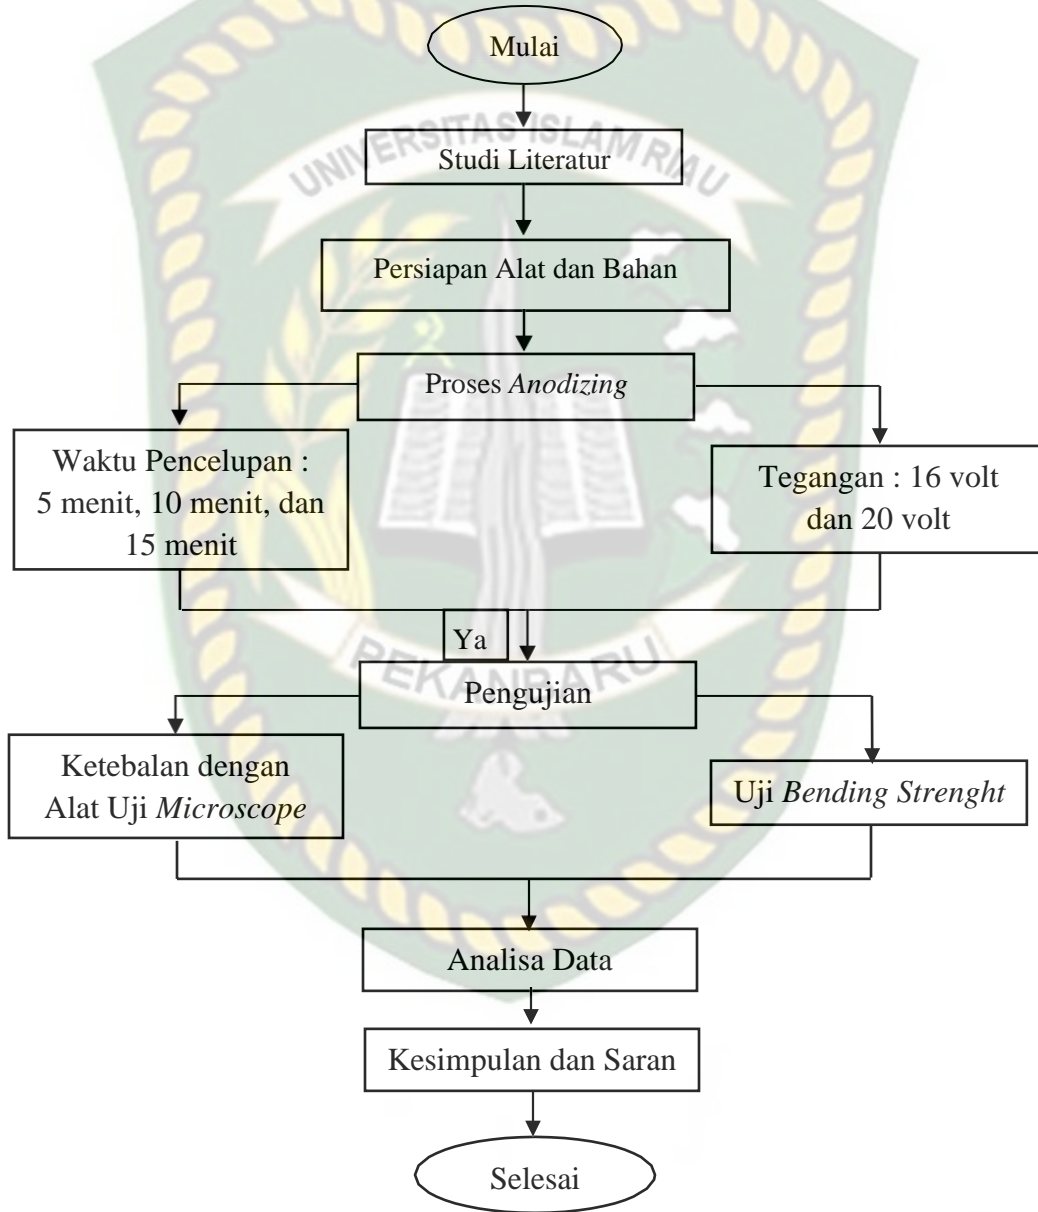 Mulai
UNIVERSITAS ISLAM RIAU
Studi Literatur
Persiapan Alat dan Bahan
Proses Anodizing
Waktu Pencelupan :
5 menit, 10 menit, dan
15 menit
Tegangan : 16 volt
dan 20 volt
Ya
PEKANBARU
Pengujian
Ketebalan dengan
Alat Uji Microscope
Uji Bending Strenght
Analisa Data
Kesimpulan dan Saran
Selesai